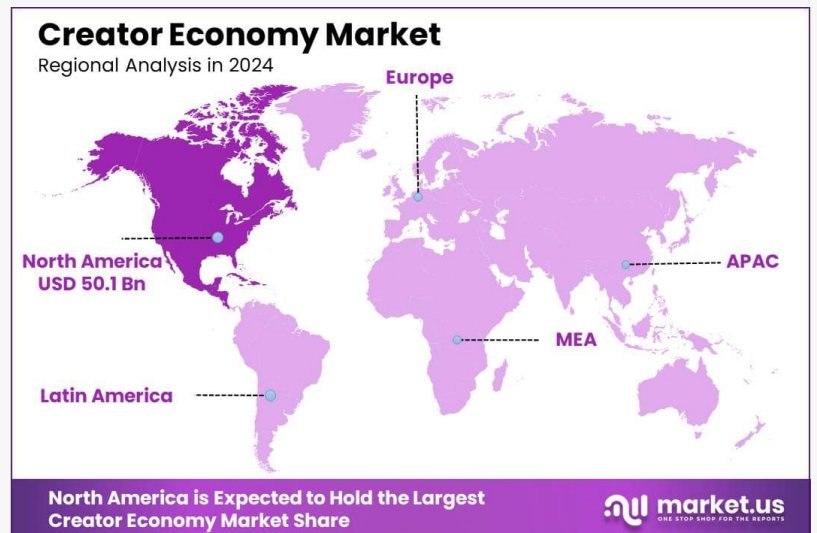 Creator Economy Market
Regional Analysis in 2024
Europe
North America
USD 50.1 Bn
APAC
MEA
Latin America
North America is Expected to Hold the Largest
Creator Economy Market Share
market.us
ONE STOP SHOP FOR THE REPORTS